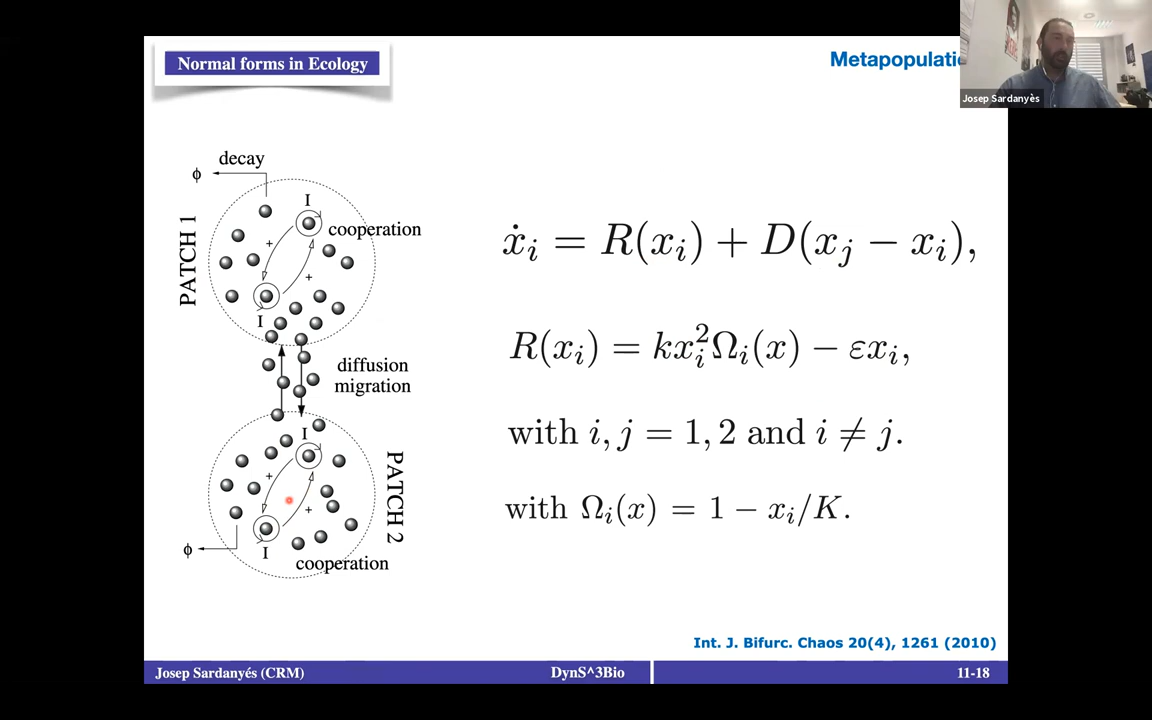 Normal forms in Ecology
Metapopulati
Josep Sardanyès
decay
ϕ
I
cooperation
+
+
I
PATCH 1
diffusion
migration
I
+
+
I
PATCH 2
ϕ
cooperation
ẋᵢ = R(xᵢ) + D(xⱼ − xᵢ),
R(xᵢ) = kxᵢ²Ωᵢ(x) − εxᵢ,
with i, j = 1, 2 and i ≠ j.
with Ωᵢ(x) = 1 − xᵢ/K.
Int. J. Bifurc. Chaos 20(4), 1261 (2010)
Josep Sardanyés (CRM) DynS^3Bio 11-18